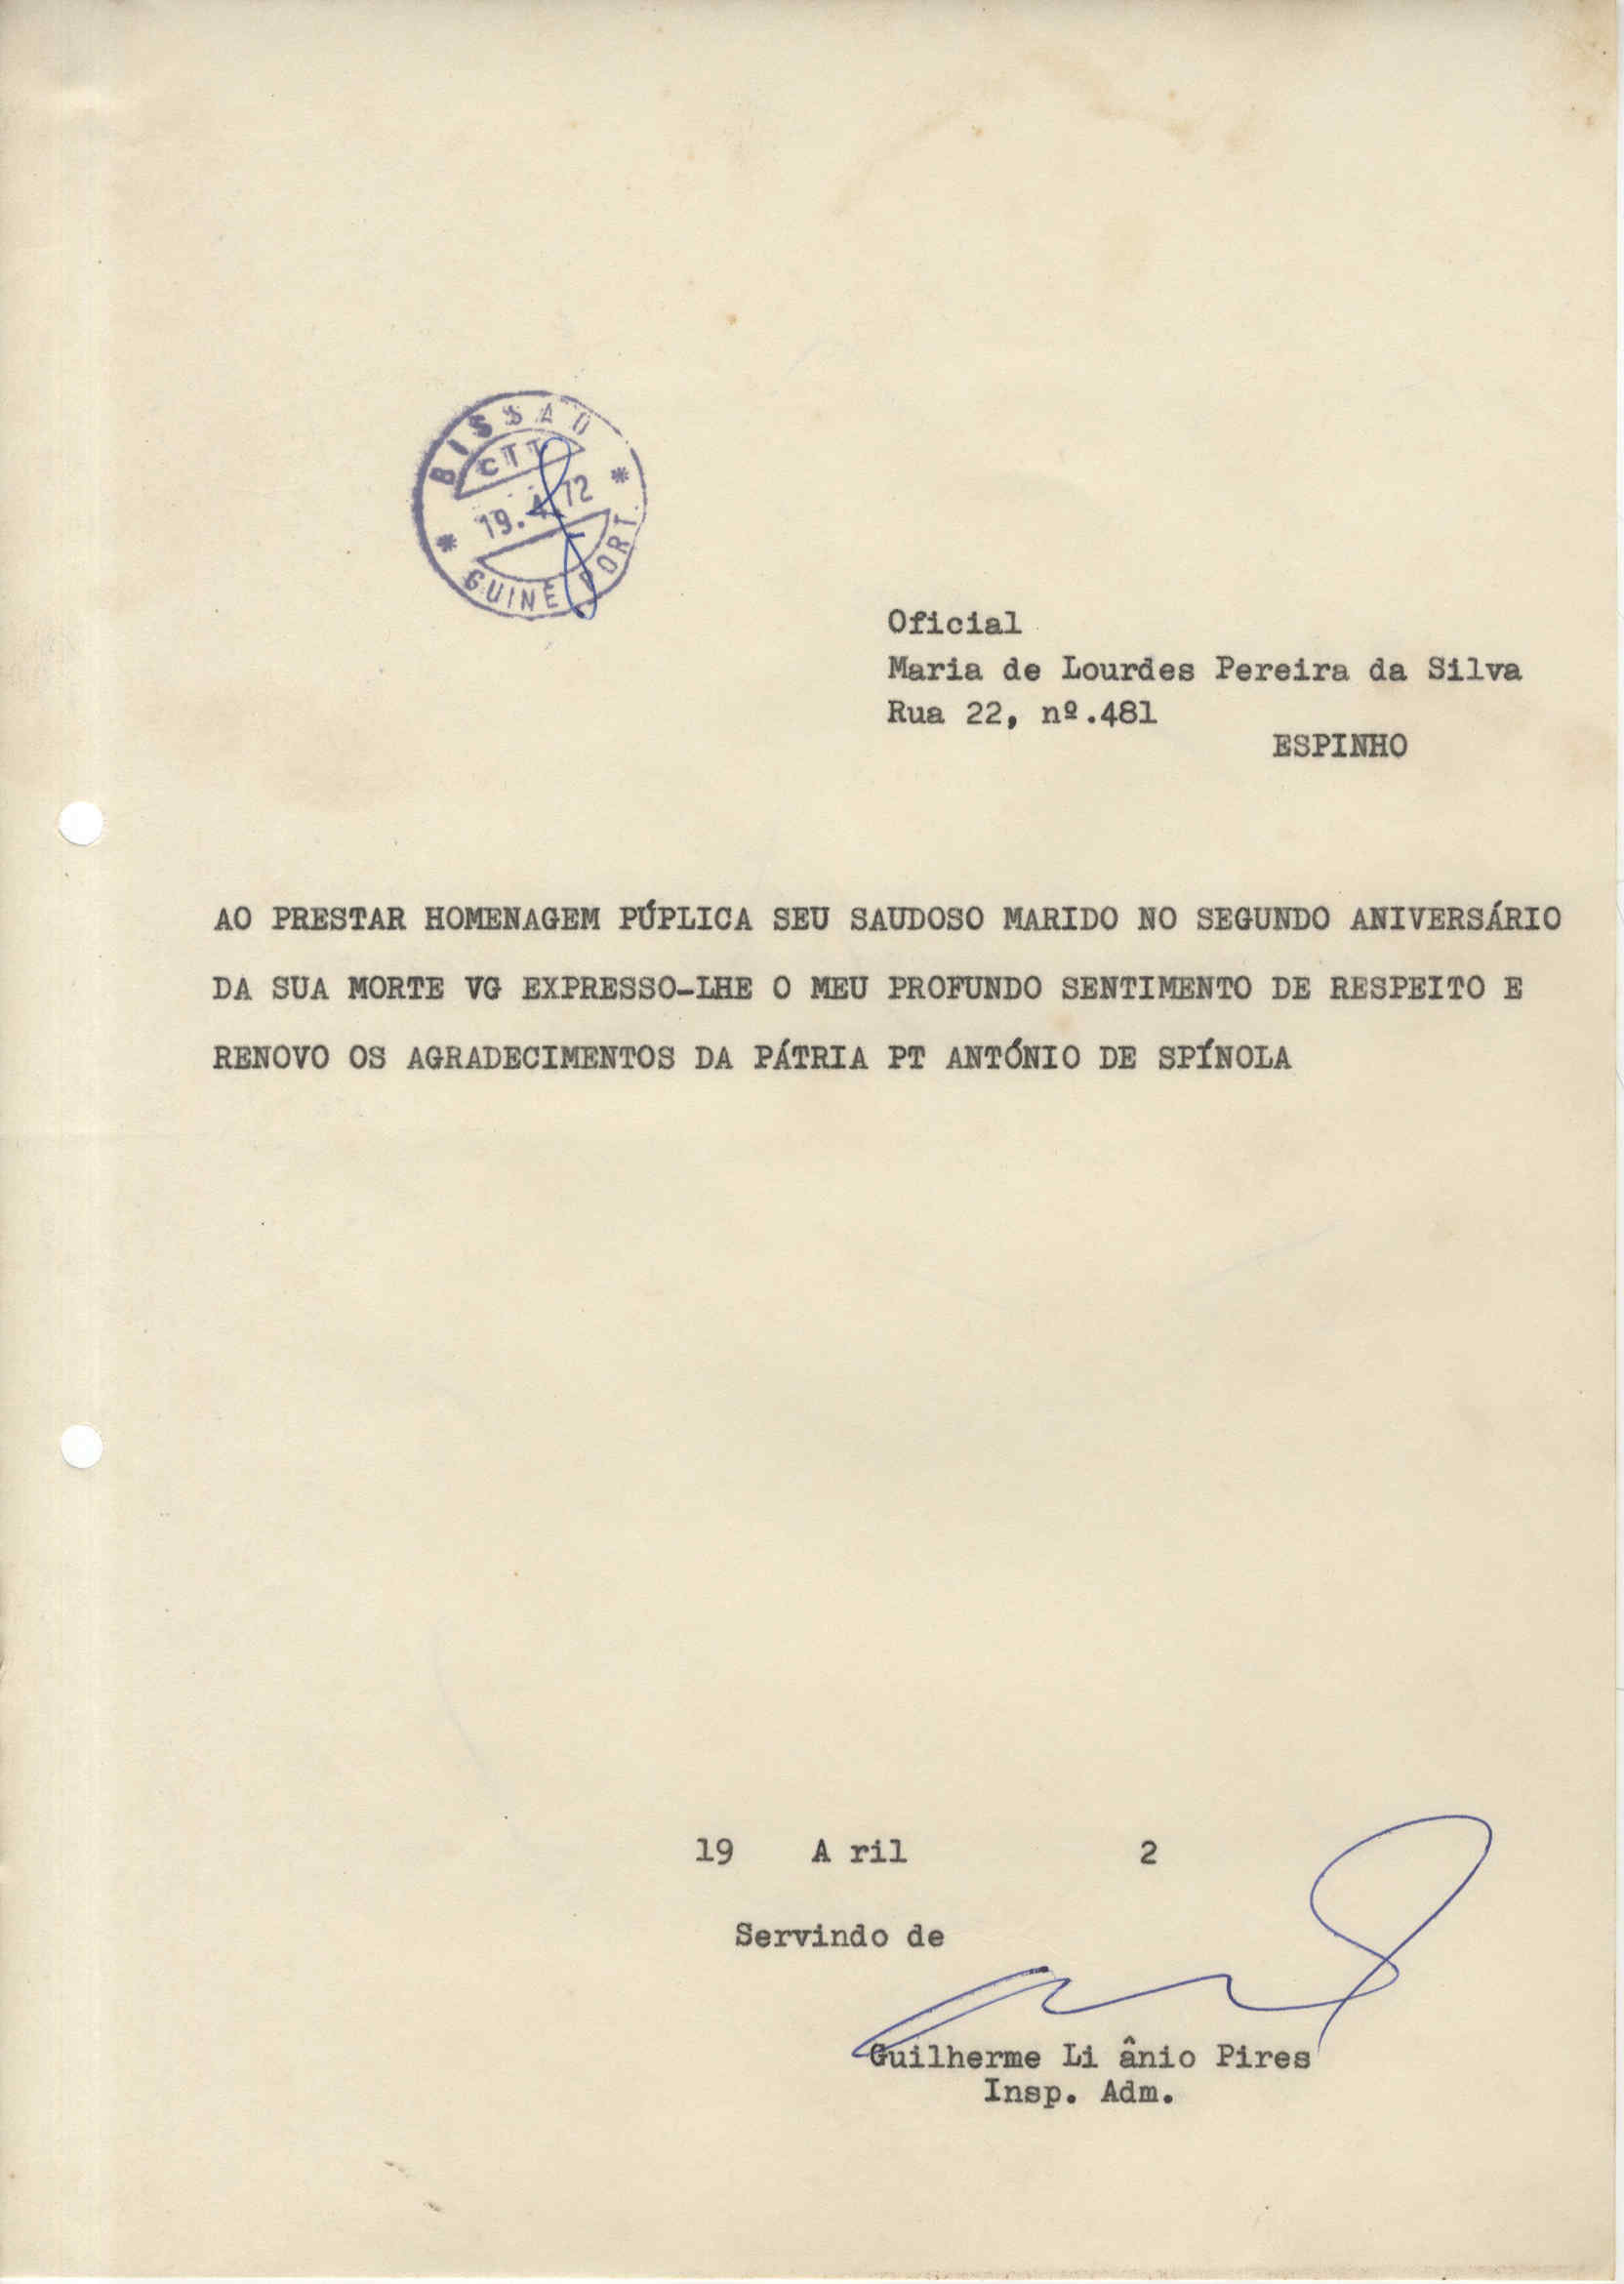 BISSAU
CTT
19.4.72
GUINÉ PORT.
Oficial
Maria de Lourdes Pereira da Silva
Rua 22, nº.481
ESPINHO
AO PRESTAR HOMENAGEM PÚPLICA SEU SAUDOSO MARIDO NO SEGUNDO ANIVERSÁRIO
DA SUA MORTE VG EXPRESSO-LHE O MEU PROFUNDO SENTIMENTO DE RESPEITO E
RENOVO OS AGRADECIMENTOS DA PÁTRIA PT ANTÓNIO DE SPÍNOLA
19 A ril 2
Servindo de
Guilherme Li ânio Pires
Insp. Adm.